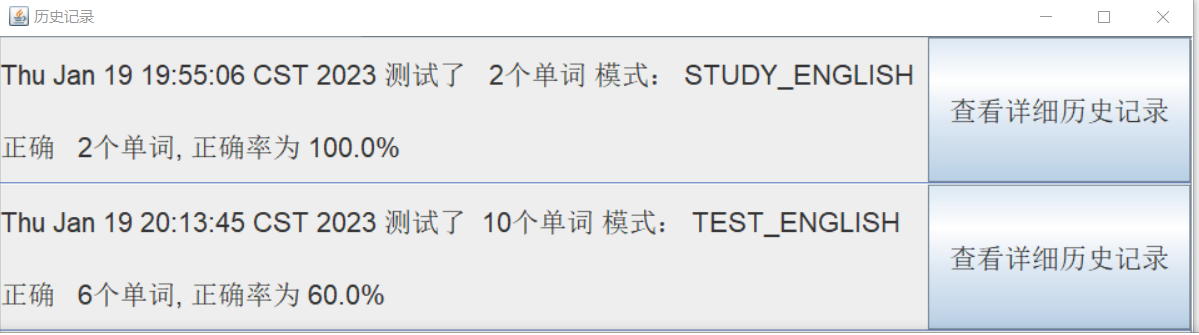 历史记录
Thu Jan 19 19:55:06 CST 2023 测试了 2个单词 模式： STUDY_ENGLISH
正确 2个单词, 正确率为 100.0%
查看详细历史记录
Thu Jan 19 20:13:45 CST 2023 测试了 10个单词 模式： TEST_ENGLISH
正确 6个单词, 正确率为 60.0%
查看详细历史记录